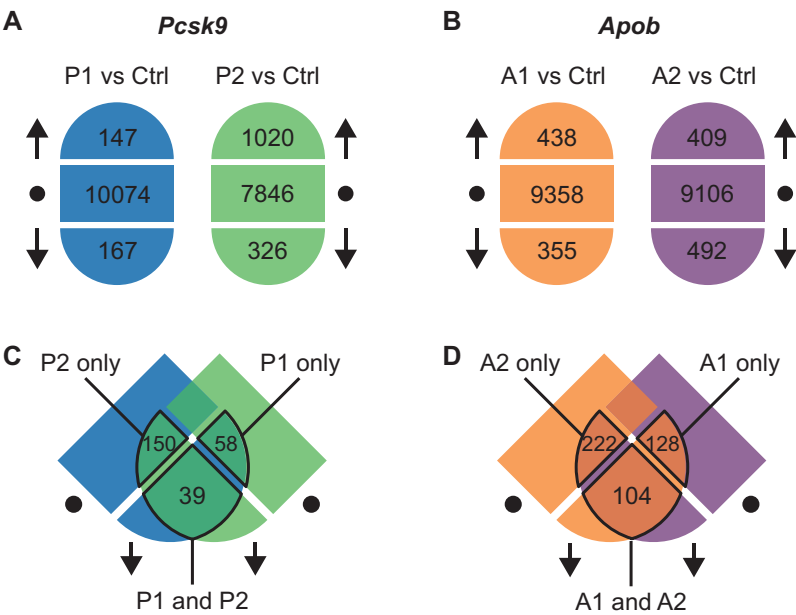 A
Pcsk9
P1 vs Ctrl
P2 vs Ctrl
147
1020
10074
7846
167
326
B
Apob
A1 vs Ctrl
A2 vs Ctrl
438
409
9358
9106
355
492
C
P2 only
P1 only
150
58
39
P1 and P2
D
A2 only
A1 only
222
128
104
A1 and A2